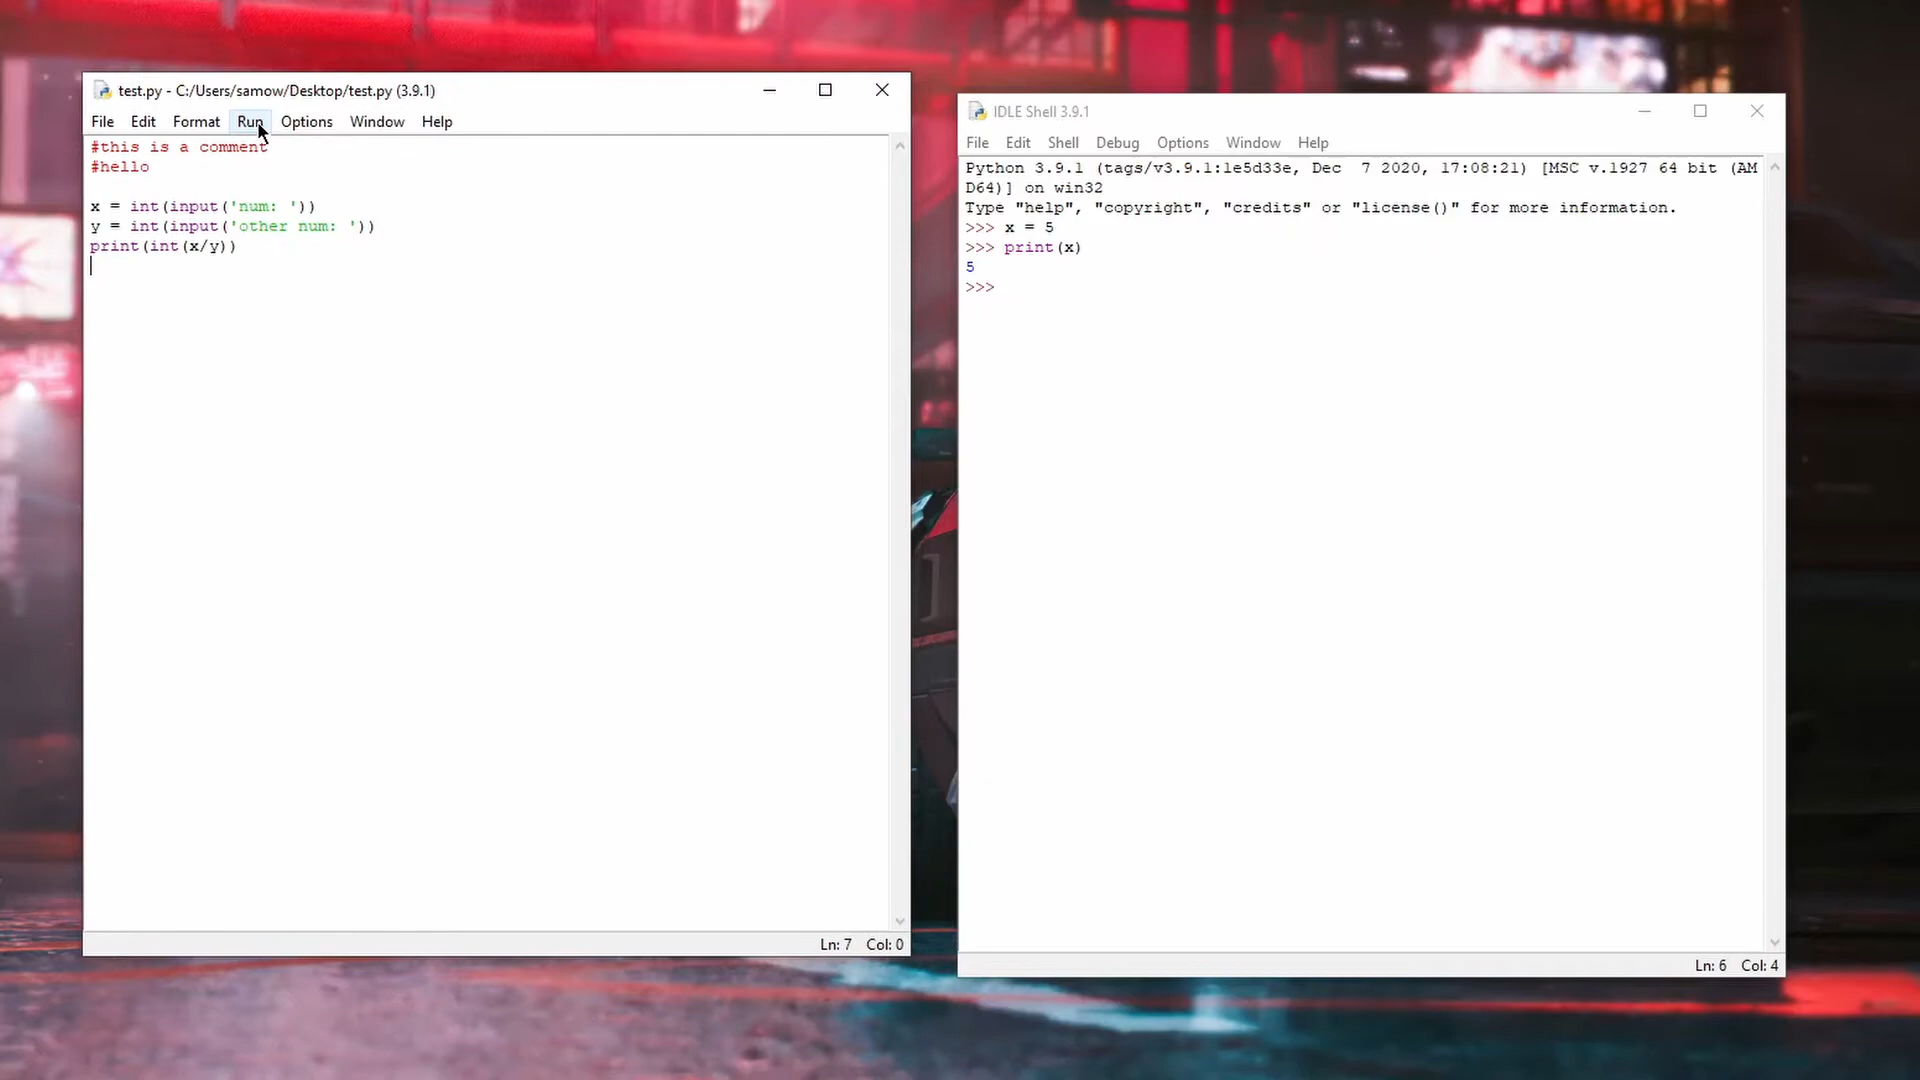 test.py - C:/Users/samow/Desktop/test.py (3.9.1)
File Edit Format Run Options Window Help
#this is a comment
#hello
x = int(input('num: '))
y = int(input('other num: '))
print(int(x/y))
Ln: 7 Col: 0
IDLE Shell 3.9.1
File Edit Shell Debug Options Window Help
Python 3.9.1 (tags/v3.9.1:1e5d33e, Dec  7 2020, 17:08:21) [MSC v.1927 64 bit (AM
D64)] on win32
Type "help", "copyright", "credits" or "license()" for more information.
>>> x = 5
>>> print(x)
5
>>>
Ln: 6 Col: 4